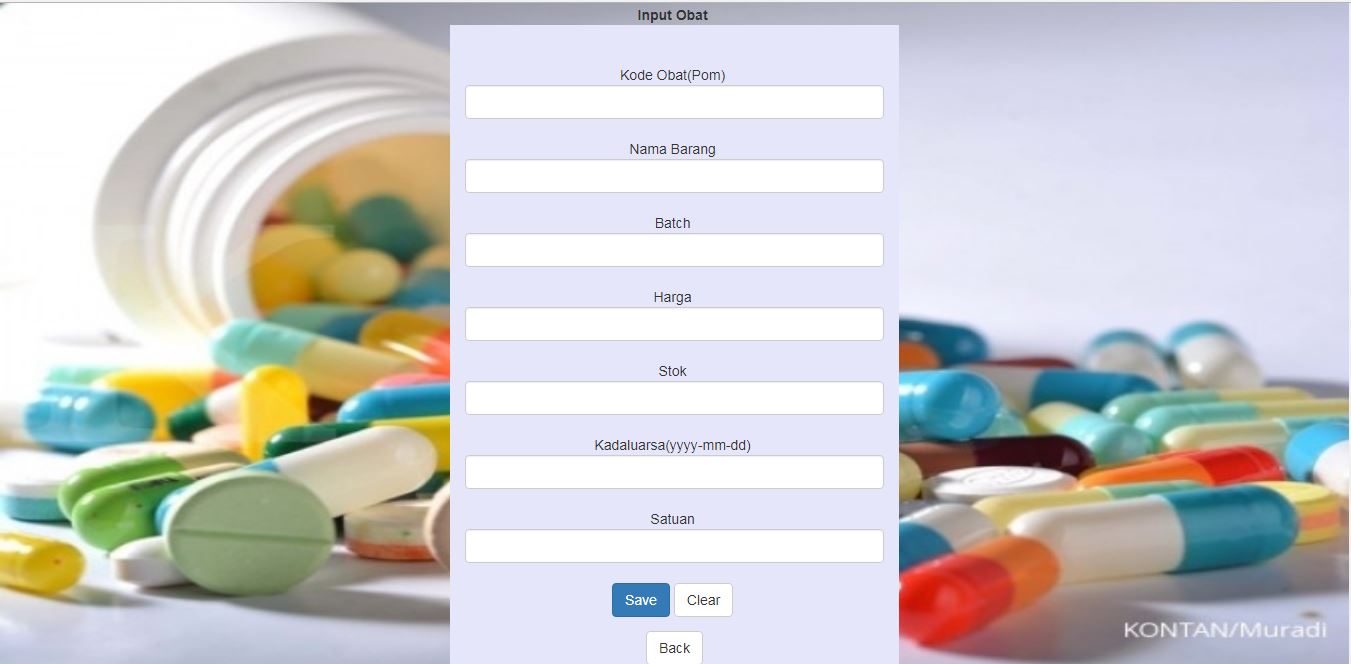 Input Obat
Kode Obat(Pom)
Nama Barang
Batch
Harga
Stok
Kadaluarsa(yyyy-mm-dd)
Satuan
Save Clear
Back
KONTAN/Muradi